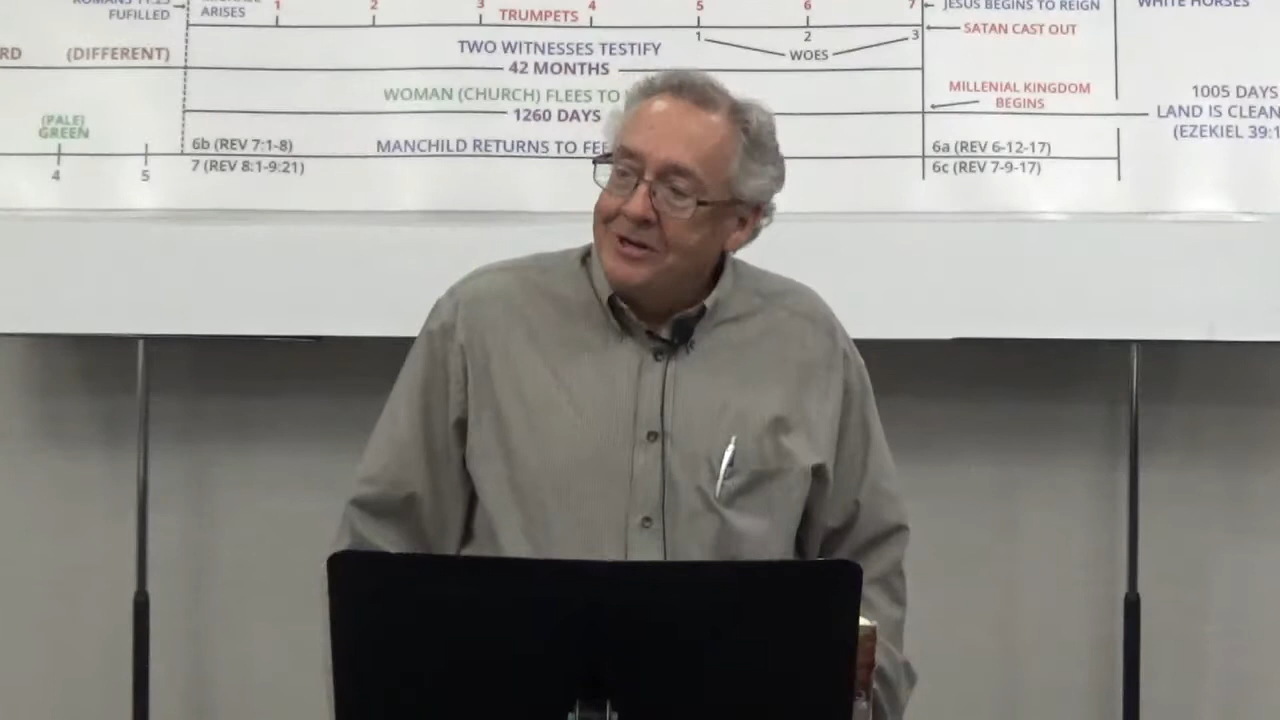 ROMANS 11:25
FUFILLED
ARISES
1 2 3 4 5 6 7
TRUMPETS
JESUS BEGINS TO REIGN
WHITE HORSES
SATAN CAST OUT
1 2 3
WOES
RD (DIFFERENT)
TWO WITNESSES TESTIFY
42 MONTHS
WOMAN (CHURCH) FLEES TO
1260 DAYS
MILLENIAL KINGDOM
BEGINS
1005 DAYS
LAND IS CLEAN
(EZEKIEL 39:1
(PALE)
GREEN
4 5
6b (REV 7:1-8)
7 (REV 8:1-9:21)
MANCHILD RETURNS TO FEE
6a (REV 6-12-17)
6c (REV 7-9-17)